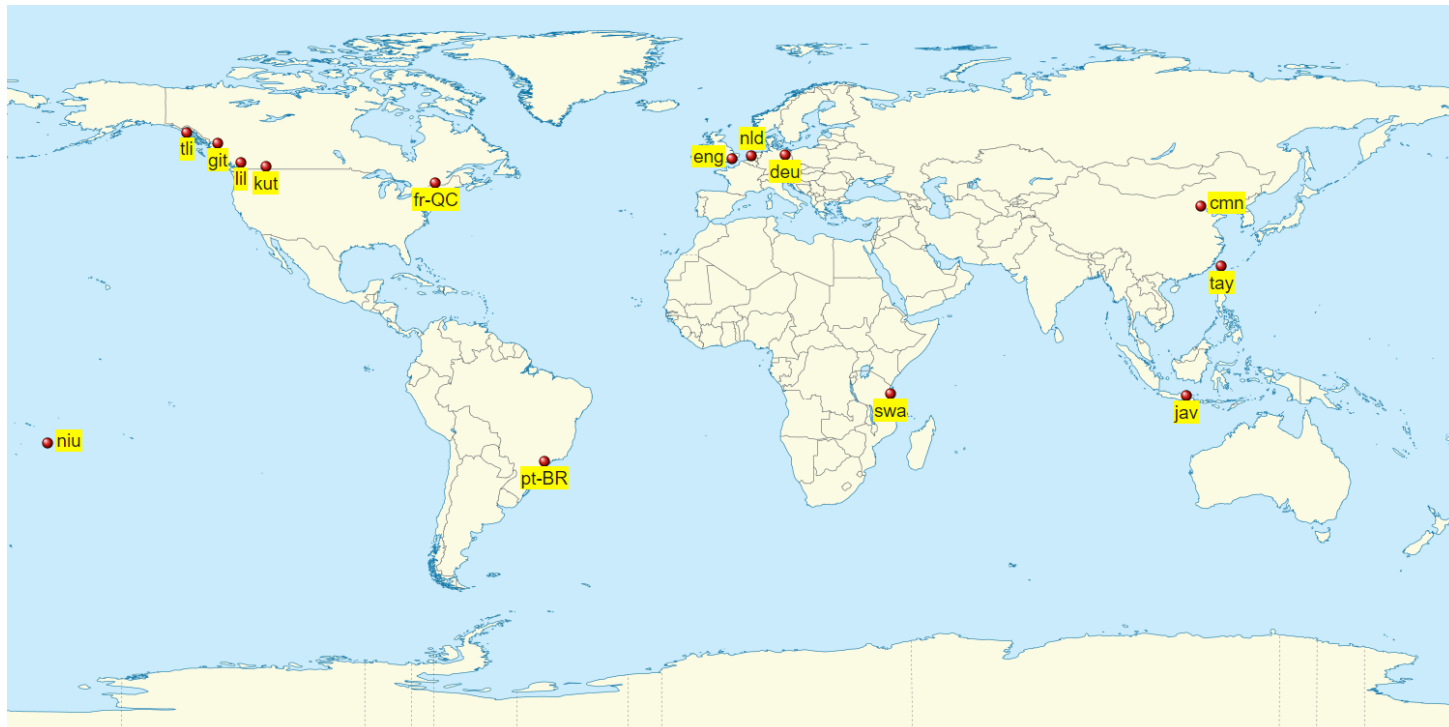 tli
git
lil
kut
fr-QC
eng
nld
deu
cmn
tay
swa
jav
niu
pt-BR